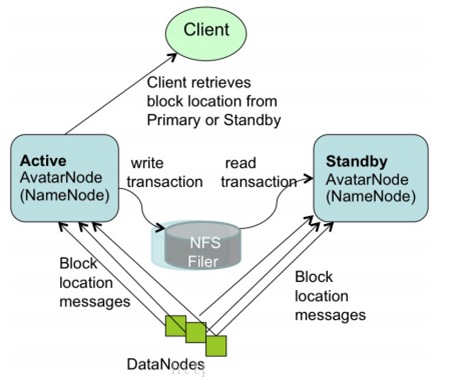 Client
Client retrieves
block location from
Primary or Standby
Active
AvatarNode
(NameNode)
write
transaction
read
transaction
Standby
AvatarNode
(NameNode)
NFS
Filer
Block
location
messages
Block
location
messages
DataNodes